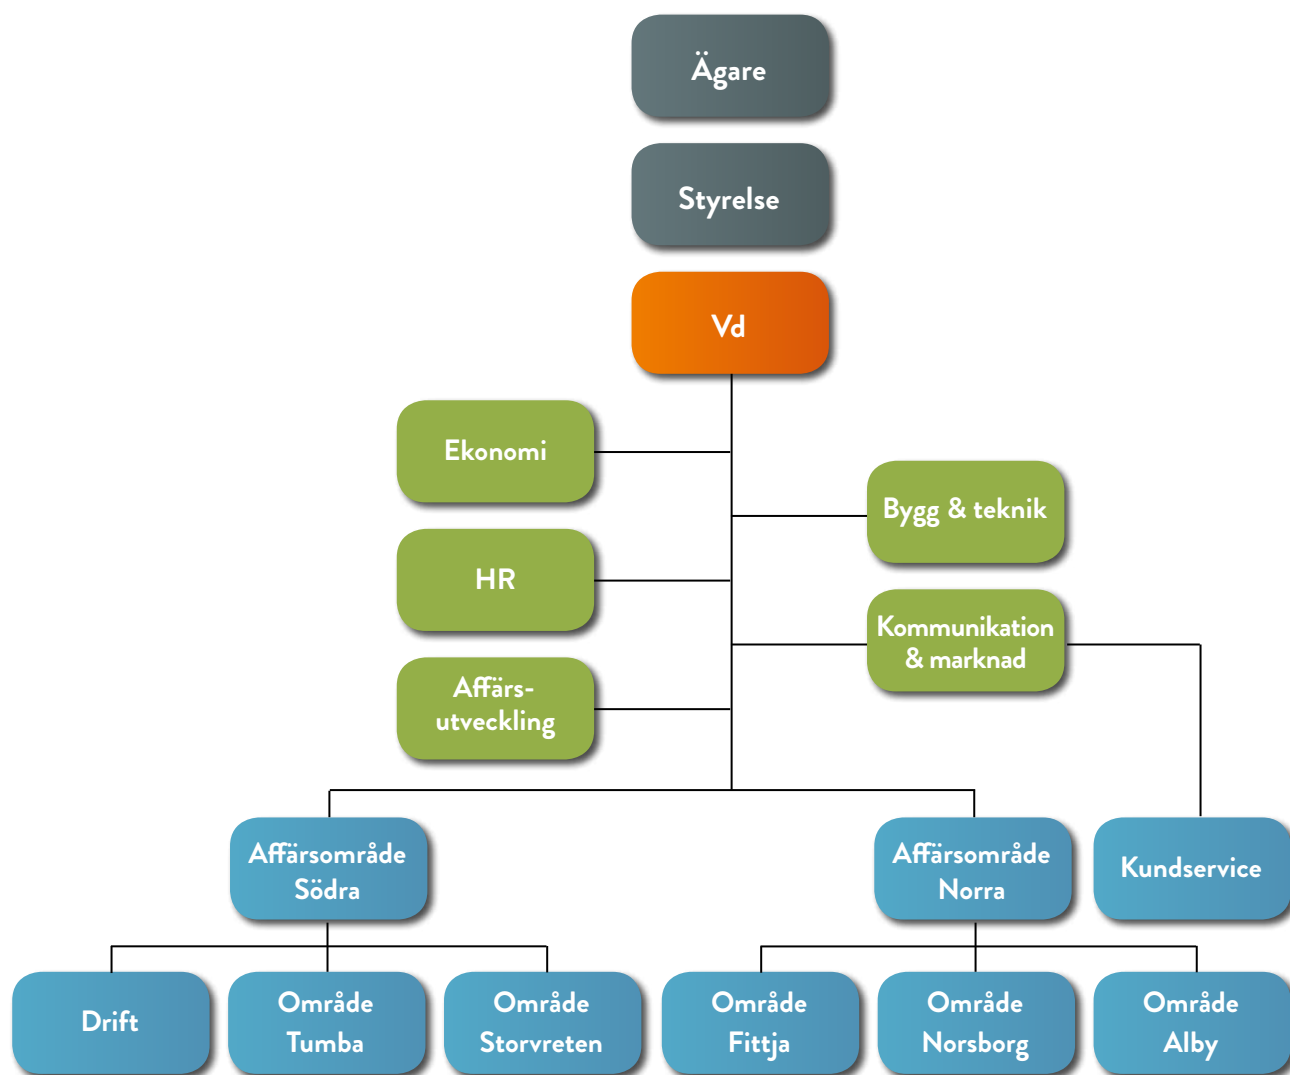 Ägare
Styrelse
Vd
Ekonomi
Bygg & teknik
HR
Kommunikation
& marknad
Affärs-
utveckling
Affärsområde
Södra
Affärsområde
Norra
Kundservice
Drift
Område
Tumba
Område
Storvreten
Område
Fittja
Område
Norsborg
Område
Alby